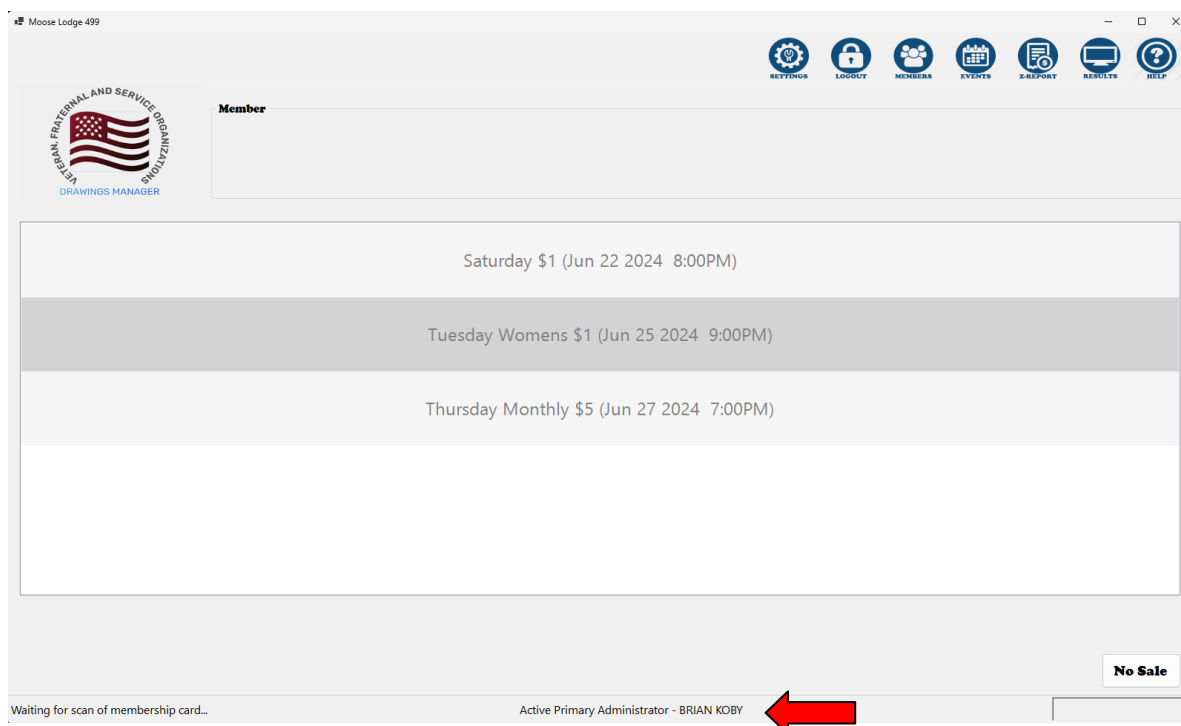 Moose Lodge 499
SETTINGS
LOGOUT
MEMBERS
EVENTS
Z-REPORT
RESULTS
HELP
VETERAN, FRATERNAL AND SERVICE ORGANIZATIONS
DRAWINGS MANAGER
Member
Saturday $1 (Jun 22 2024  8:00PM)
Tuesday Womens $1 (Jun 25 2024  9:00PM)
Thursday Monthly $5 (Jun 27 2024  7:00PM)
No Sale
Waiting for scan of membership card...
Active Primary Administrator - BRIAN KOBY